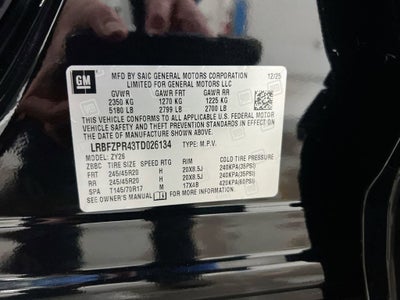 GM
MFD BY SAIC GENERAL MOTORS CORPORATION 12/25
LIMITED FOR GENERAL MOTORS LLC
GVWR GAWR FRT GAWR RR
2350 KG 1270 KG 1225 KG
5180 LB 2799 LB 2700 LB
THIS VEHICLE CONFORMS TO ALL APPLICABLE U.S. FEDERAL MOTOR
VEHICLE SAFETY AND THEFT PREVENTION STANDARDS IN EFFECT ON THE
DATE OF MANUFACTURE SHOWN ABOVE.
LRBFZPR43TD026134 TYPE: M.P.V.
MODEL: ZY26
ZBBC TIRE SIZE SPEED RTG RIM COLD TIRE PRESSURE
FRT 245/45R20 H 20X8.5J 240KPA(35PSI)
RR 245/45R20 H 20X8.5J 240KPA(35PSI)
SPA T145/70R17 M 17X4B 420KPA(60PSI)
SEE OWNER'S MANUAL FOR MORE INFORMATION.